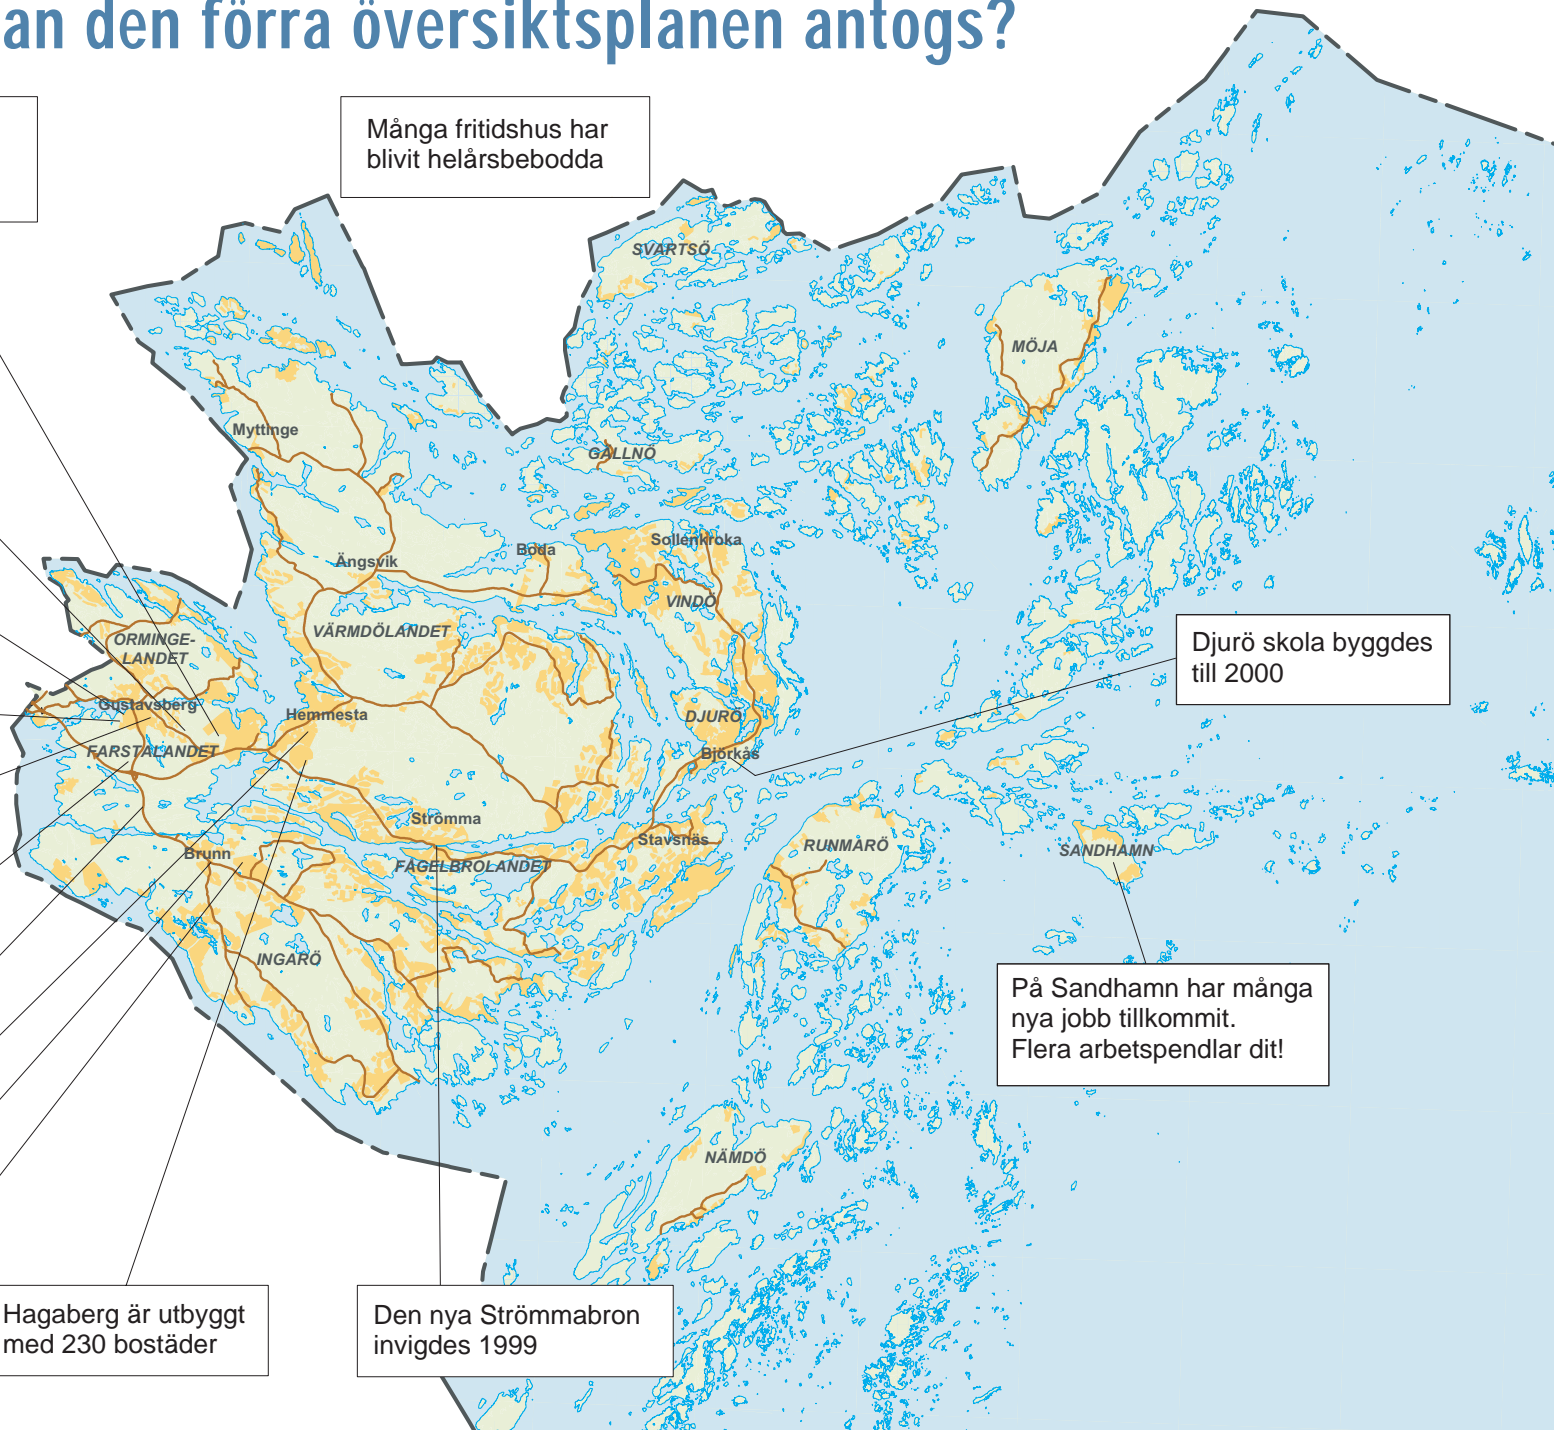 an den förra översiktsplanen antogs?
Många fritidshus har
blivit helårsbebodda
SVARTSÖ
MÖJA
Myttinge
GÄLLNÖ
Sollenkroka
Boda
Ängsvik
VINDÖ
VÄRMDÖLANDET
ORMINGE-
LANDET
Djurö skola byggdes
till 2000
Gustavsberg
Hemmesta
DJURÖ
FARSTALANDET
Björkås
Strömma
Stavsnäs
RUNMARÖ
SANDHAMN
Brunn
FÅGELBROLANDET
INGARÖ
På Sandhamn har många
nya jobb tillkommit.
Flera arbetspendlar dit!
NÄMDÖ
Hagaberg är utbyggt
med 230 bostäder
Den nya Strömmabron
invigdes 1999